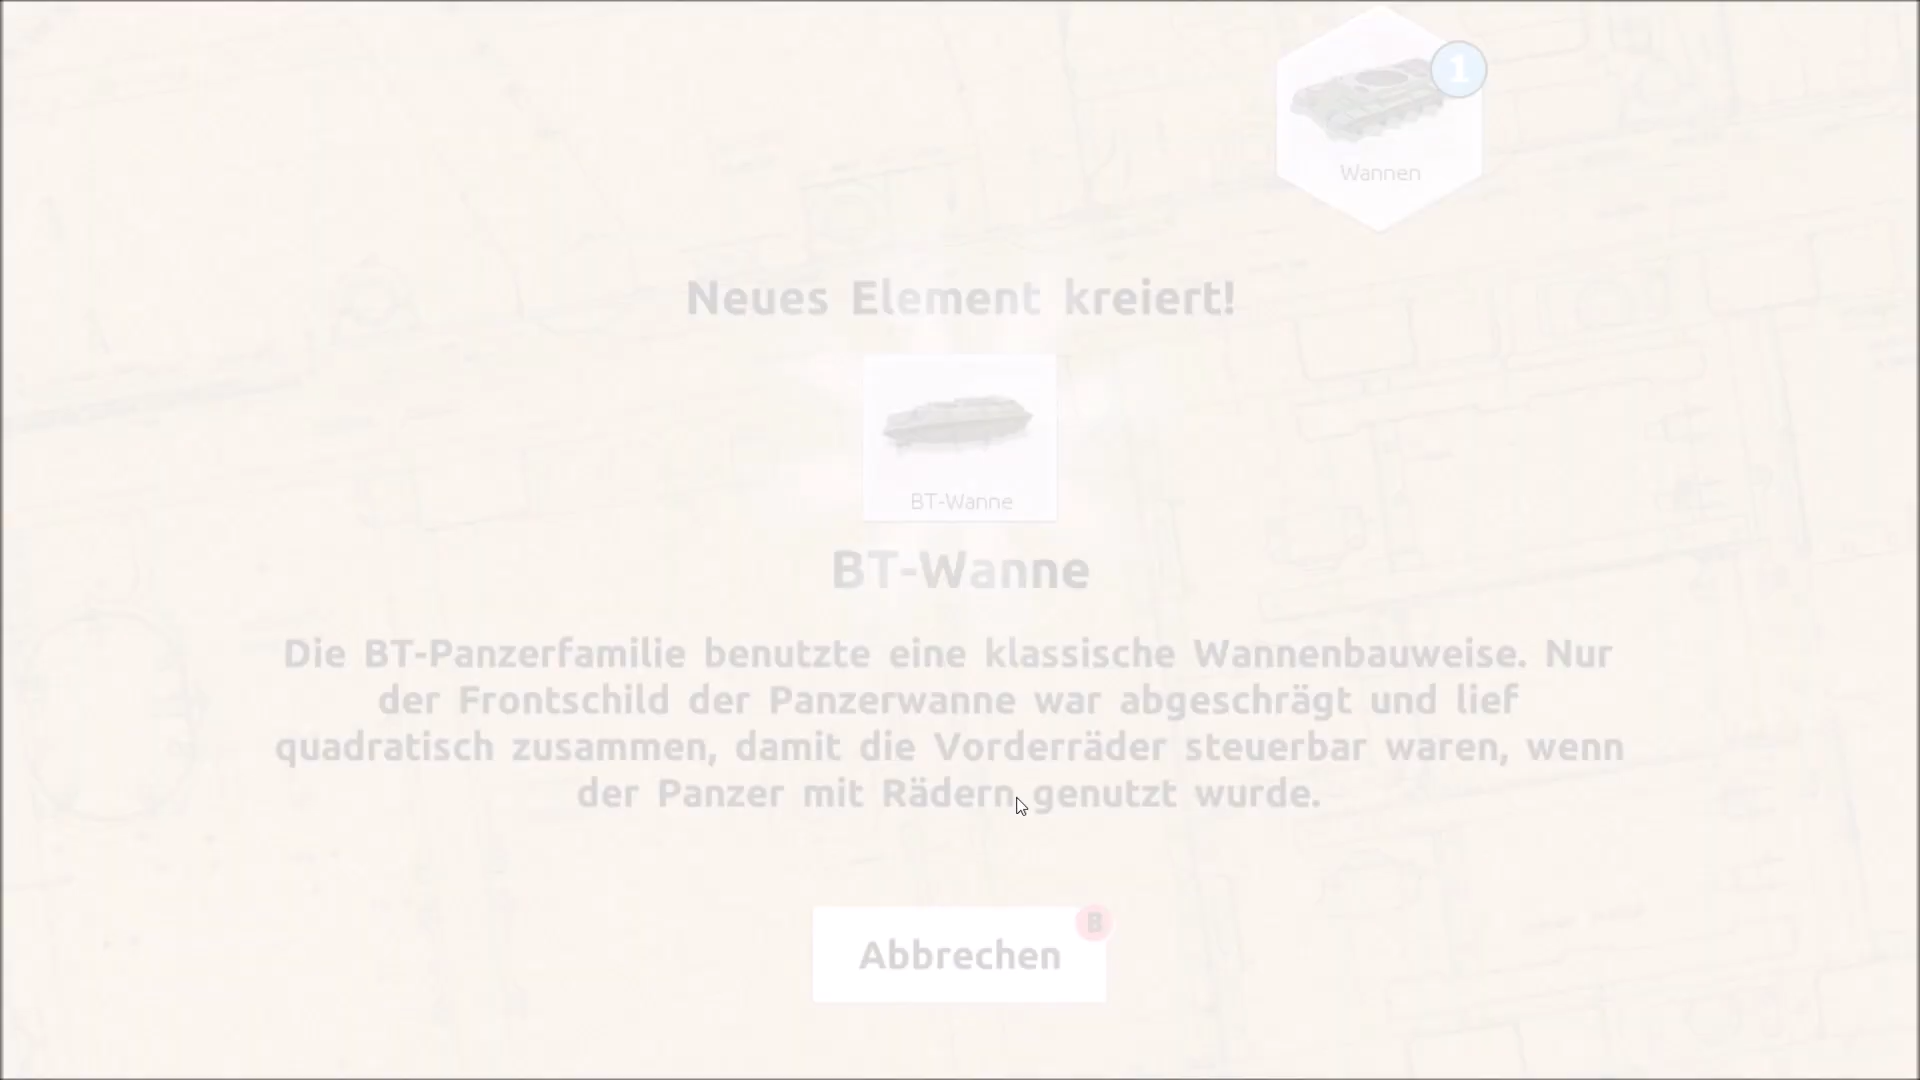 1
Wannen
Neues Element kreiert!
BT-Wanne
BT-Wanne
Die BT-Panzerfamilie benutzte eine klassische Wannenbauweise. Nur
der Frontschild der Panzerwanne war abgeschrägt und lief
quadratisch zusammen, damit die Vorderräder steuerbar waren, wenn
der Panzer mit Rädern genutzt wurde.
B
Abbrechen